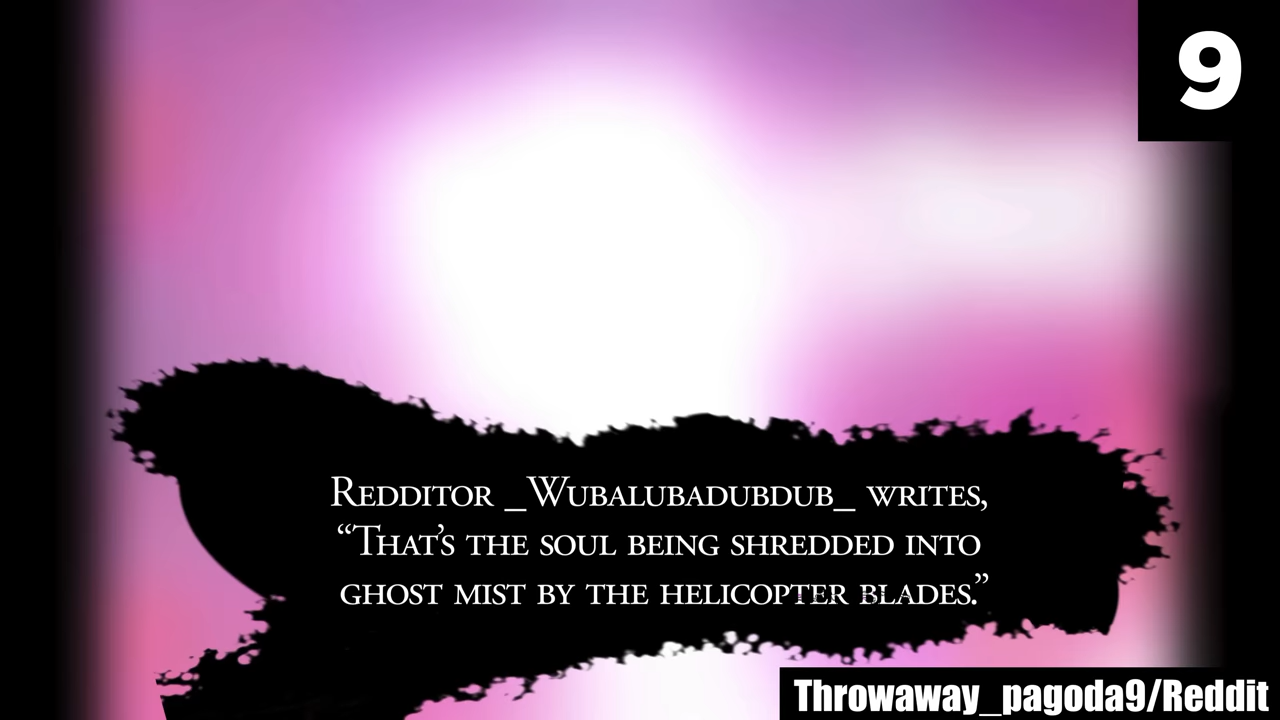 9
Redditor _Wubalubadubdub_ writes,
“That’s the soul being shredded into
ghost mist by the helicopter blades.”
Throwaway_pagoda9/Reddit